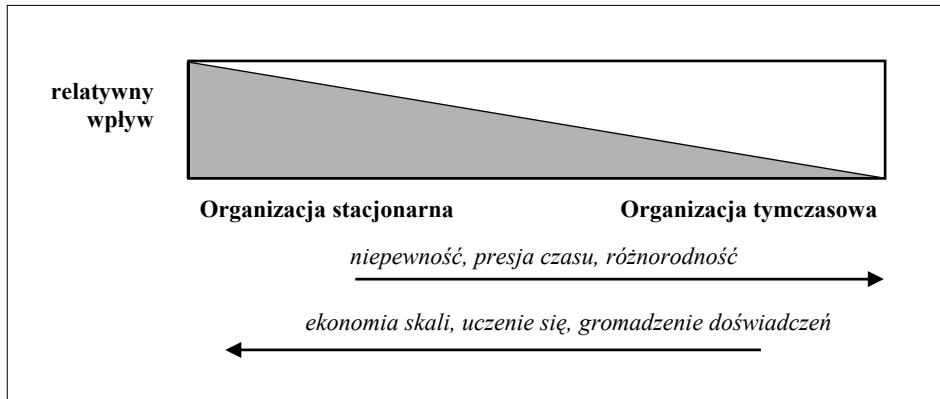 relatywny
wpływ
Organizacja stacjonarna
Organizacja tymczasowa
niepewność, presja czasu, różnorodność
ekonomia skali, uczenie się, gromadzenie doświadczeń